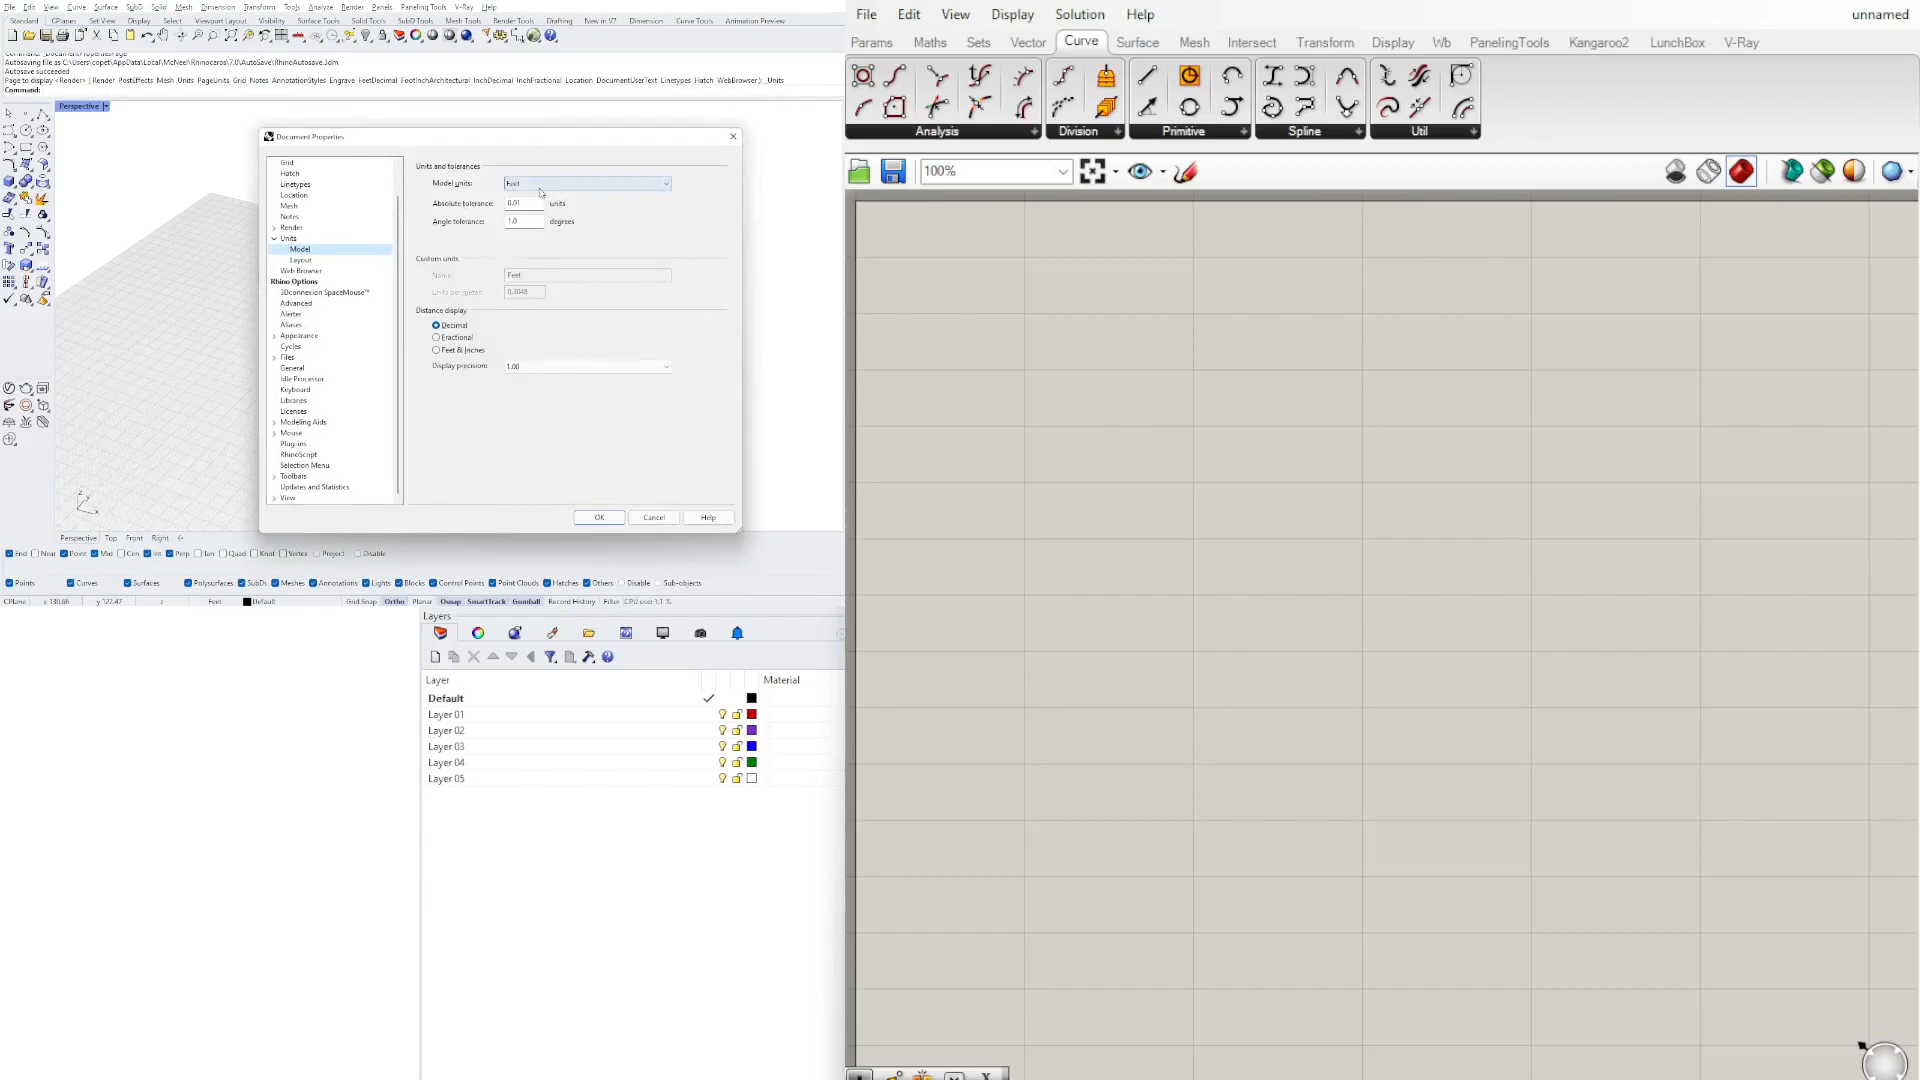 File Edit View Curve Surface SubD Solid Mesh Dimension Transform Tools Analyze Render Panels Paneling Tools V-Ray Help
Standard CPlanes Set View Display Select Viewport Layout Visibility Transform Curve Tools Surface Tools Solid Tools SubD Tools Mesh Tools Render Tools Drafting New in V7 Dimension Curve Tools Animation Preview
Autosaving file as C:\Users\copet\AppData\Local\McNeel\Rhinoceros\7.0\AutoSave\RhinoAutosave.3dm
Autosave succeeded
Page to display <Render> ( Render PostEffects Mesh Units PageUnits Grid Notes AnnotationStyles Engrave FeetDecimal FootInchArchitectural InchDecimal InchFractional Location DocumentUserText Linetypes Hatch WebBrowser ): _Units
Command:
Perspective
Document Properties
Grid
Hatch
Linetypes
Location
Mesh
Notes
Render
Units
Model
Layout
Web Browser
Rhino Options
3Dconnexion SpaceMouse™
Advanced
Alerter
Aliases
Appearance
Cycles
Files
General
Idle Processor
Keyboard
Libraries
Licenses
Modeling Aids
Mouse
Plug-ins
RhinoScript
Selection Menu
Toolbars
Updates and Statistics
View
Units and tolerances
Model units: Feet
Absolute tolerance: 0.01 units
Angle tolerance: 1.0 degrees
Custom units
Name: Feet
Units per meter: 0.3048
Distance display
Decimal
Fractional
Feet & Inches
Display precision: 1.00
OK Cancel Help
z y x
Perspective Top Front Right
End Near Point Mid Cen Int Perp Tan Quad Knot Vertex Project Disable
Points Curves Surfaces Polysurfaces SubDs Meshes Annotations Lights Blocks Control Points Point Clouds Hatches Others Disable Sub-objects
CPlane x 130.66 y 122.47 z Feet Default Grid Snap Ortho Planar Osnap SmartTrack Gumball Record History Filter CPU use: 1.1 %
Layers
Layer Material
Default
Layer 01
Layer 02
Layer 03
Layer 04
Layer 05
File Edit View Display Solution Help unnamed
Params Maths Sets Vector Curve Surface Mesh Intersect Transform Display Wb PanelingTools Kangaroo2 LunchBox V-Ray
Analysis Division Primitive Spline Util
100%